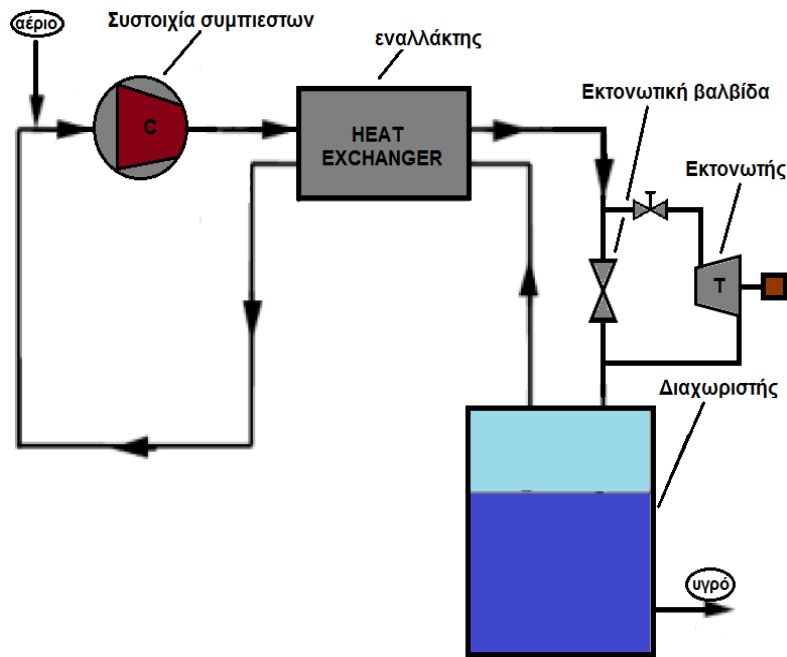 αέριο
Συστοιχία συμπιεστων
εναλλάκτης
Εκτονωτική βαλβίδα
C
HEAT
EXCHANGER
Εκτονωτής
T
Διαχωριστής
υγρό